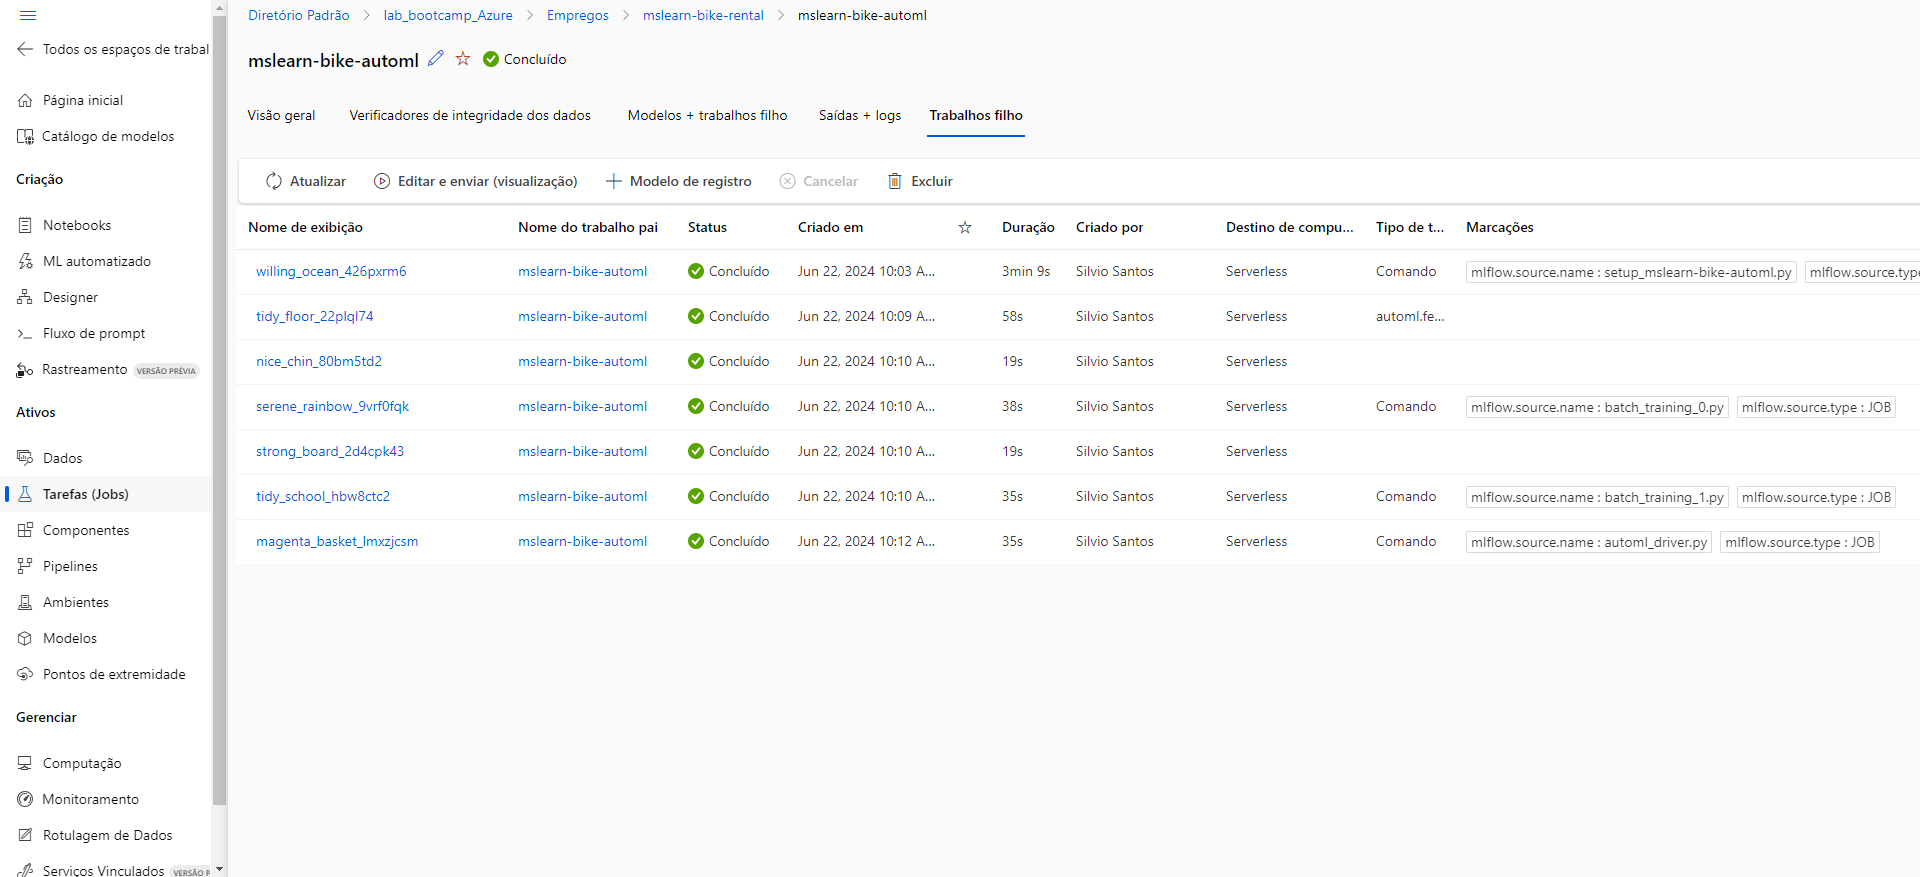 Diretório Padrão > lab_bootcamp_Azure > Empregos > mslearn-bike-rental > mslearn-bike-automl
Todos os espaços de trabal
mslearn-bike-automl Concluído
Página inicial
Catálogo de modelos
Criação
Notebooks
ML automatizado
Designer
Fluxo de prompt
Rastreamento VERSÃO PRÉVIA
Ativos
Dados
Tarefas (Jobs)
Componentes
Pipelines
Ambientes
Modelos
Pontos de extremidade
Gerenciar
Computação
Monitoramento
Rotulagem de Dados
Serviços Vinculados VERSÃO P
Visão geral Verificadores de integridade dos dados Modelos + trabalhos filho Saídas + logs Trabalhos filho
Atualizar Editar e enviar (visualização) Modelo de registro Cancelar Excluir
Nome de exibição Nome do trabalho pai Status Criado em Duração Criado por Destino de compu... Tipo de t... Marcações
willing_ocean_426pxrm6 mslearn-bike-automl Concluído Jun 22, 2024 10:03 A... 3min 9s Silvio Santos Serverless Comando mlflow.source.name : setup_mslearn-bike-automl.py mlflow.source.type
tidy_floor_22plql74 mslearn-bike-automl Concluído Jun 22, 2024 10:09 A... 58s Silvio Santos Serverless automl.fe...
nice_chin_80bm5td2 mslearn-bike-automl Concluído Jun 22, 2024 10:10 A... 19s Silvio Santos Serverless
serene_rainbow_9vrf0fqk mslearn-bike-automl Concluído Jun 22, 2024 10:10 A... 38s Silvio Santos Serverless Comando mlflow.source.name : batch_training_0.py mlflow.source.type : JOB
strong_board_2d4cpk43 mslearn-bike-automl Concluído Jun 22, 2024 10:10 A... 19s Silvio Santos Serverless
tidy_school_hbw8ctc2 mslearn-bike-automl Concluído Jun 22, 2024 10:10 A... 35s Silvio Santos Serverless Comando mlflow.source.name : batch_training_1.py mlflow.source.type : JOB
magenta_basket_lmxzjcsm mslearn-bike-automl Concluído Jun 22, 2024 10:12 A... 35s Silvio Santos Serverless Comando mlflow.source.name : automl_driver.py mlflow.source.type : JOB